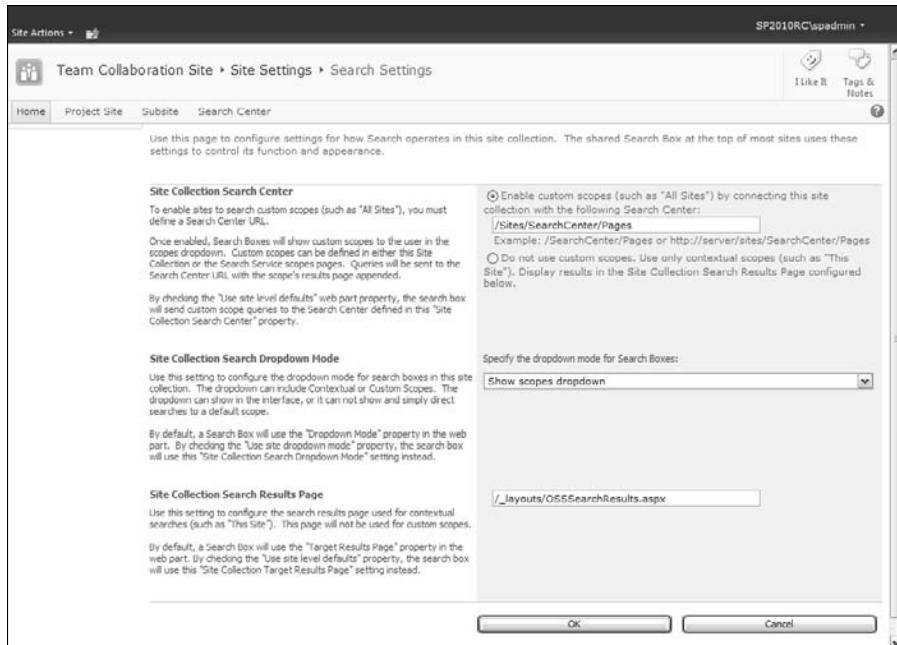 SP2010RC\spadmin
Site Actions
Team Collaboration Site ▸ Site Settings ▸ Search Settings
I Like It
Tags &
Notes
Home
Project Site
Subsite
Search Center
Use this page to configure settings for how Search operates in this site collection. The shared Search Box at the top of most sites uses these
settings to control its function and appearance.
Site Collection Search Center
To enable sites to search custom scopes (such as "All Sites"), you must
define a Search Center URL.
Once enabled, Search Boxes will show custom scopes to the user in the
scopes dropdown. Custom scopes can be defined in either this Site
Collection or the Search Service scopes pages. Queries will be sent to the
Search Center URL with the scope's results page appended.
By checking the "Use site level defaults" web part property, the search box
will send custom scope queries to the Search Center defined in this "Site
Collection Search Center" property.
Enable custom scopes (such as "All Sites") by connecting this site
collection with the following Search Center:
/Sites/SearchCenter/Pages
Example: /SearchCenter/Pages or http://server/sites/SearchCenter/Pages
Do not use custom scopes. Use only contextual scopes (such as "This
Site"). Display results in the Site Collection Search Results Page configured
below.
Site Collection Search Dropdown Mode
Use this setting to configure the dropdown mode for search boxes in this site
collection. The dropdown can include Contextual or Custom Scopes. The
dropdown can show in the interface, or it can not show and simply direct
searches to a default scope.
By default, a Search Box will use the "Dropdown Mode" property in the web
part. By checking the "Use site dropdown mode" property, the search box
will use this "Site Collection Search Dropdown Mode" setting instead.
Specify the dropdown mode for Search Boxes:
Show scopes dropdown
Site Collection Search Results Page
Use this setting to configure the search results page used for contextual
searches (such as "This Site"). This page will not be used for custom scopes.
By default, a Search Box will use the "Target Results Page" property in the
web part. By checking the "Use site level defaults" property, the search box
will use this "Site Collection Target Results Page" setting instead.
/_layouts/OSSSearchResults.aspx
OK
Cancel